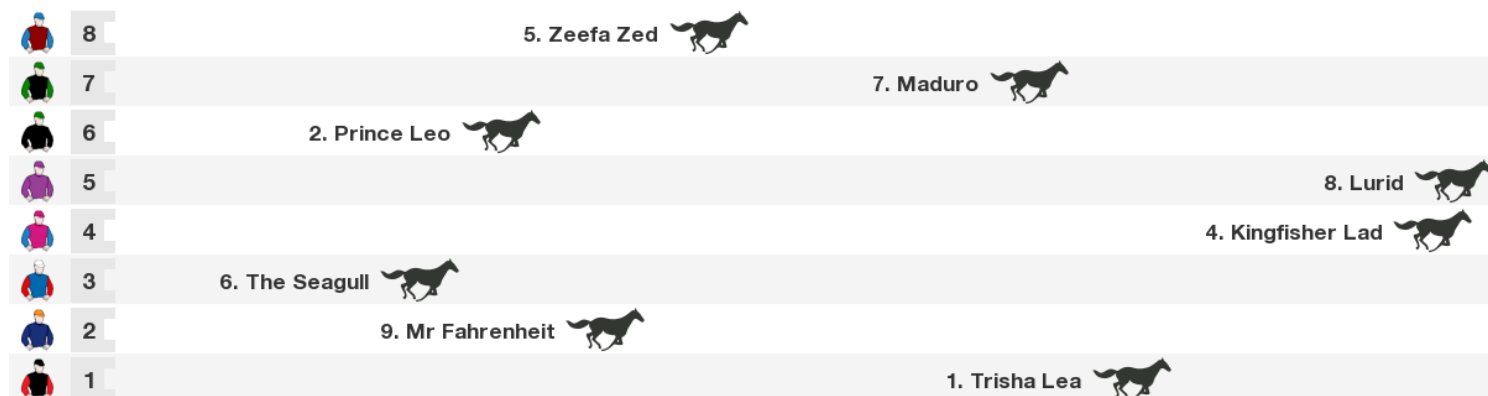 8 5. Zeefa Zed
7 7. Maduro
6 2. Prince Leo
5 8. Lurid
4 4. Kingfisher Lad
3 6. The Seagull
2 9. Mr Fahrenheit
1 1. Trisha Lea